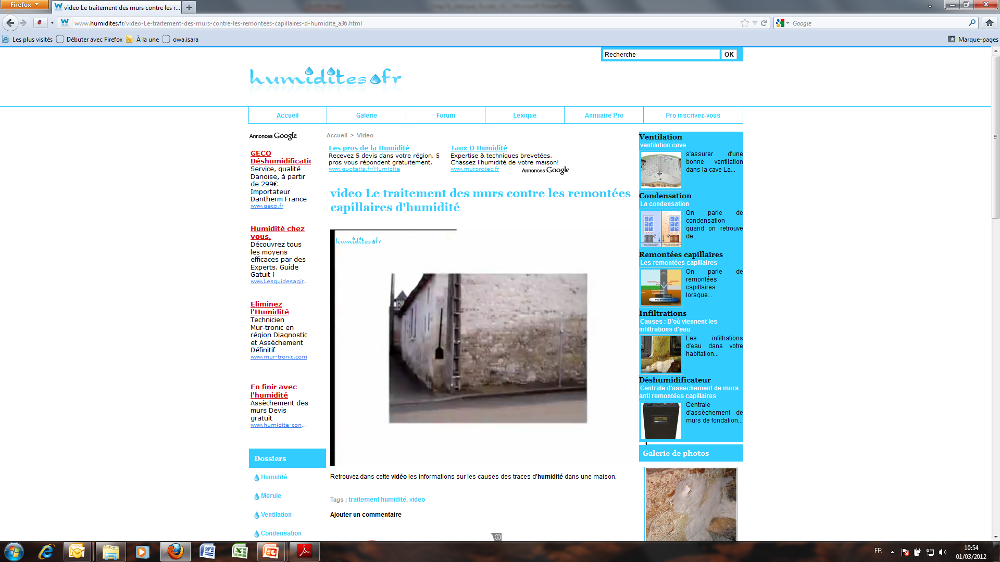 Firefox
video Le traitement des murs contre les r...
www.humidites.fr/video-Le-traitement-des-murs-contre-les-remontees-capillaires-d-humidite_a36.html
Google
Les plus visités
Débuter avec Firefox
À la une
owa.isara
Marque-pages
Recherche
OK
humidites.fr
Accueil
Galerie
Forum
Lexique
Annuaire Pro
Pro inscrivez-vous
Annonces Google
GECO
Déshumidificatio
Service, qualité
Danoise, à partir
de 299€
Importateur
Dantherm France
www.geco.fr
Humidité chez
vous,
Découvrez tous
les moyens
efficaces par des
Experts. Guide
Gatuit !
www.Lesguidesagir...
Eliminez
l'Humidité
Technicien
Mur-tronic en
région Diagnostic
et Assèchement
Définitif
www.mur-tronic.com
En finir avec
l'humidité
Assèchement des
murs Devis
gratuit
www.humidite-con...
Dossiers
Humidité
Merule
Ventilation
Condensation
Accueil > Video
Les pros de la Humidité
Recevez 5 devis dans votre région. 5
pros vous répondent gratuitement.
www.quotatis.fr/Humidite
Taux D Humidité
Expertise & techniques brevetées.
Chassez l'humidité de votre maison!
www.murprotec.fr
Annonces Google
video Le traitement des murs contre les remontées
capillaires d'humidité
humidites.fr
Retrouvez dans cette vidéo les informations sur les causes des traces d'humidité dans une maison.
Tags : traitement humidité, video
Ajouter un commentaire
Ventilation
ventilation cave
s'assurer d'une
bonne ventilation
dans la cave La...
Condensation
La condensation
On parle de
condensation
quand on retrouve
de...
Remontées capillaires
Les remontées capillaires
On parle de
remontées
capillaires
lorsque...
Infiltrations
Causes : D'où viennent les
infiltrations d'eau
Les infiltrations
d'eau dans votre
habitation...
Déshumidificateur
Centrale d'assechement de murs
anti remontées capillaires
Centrale
d'assèchement de
murs de fondation...
Galerie de photos
FR
10:54
01/03/2012